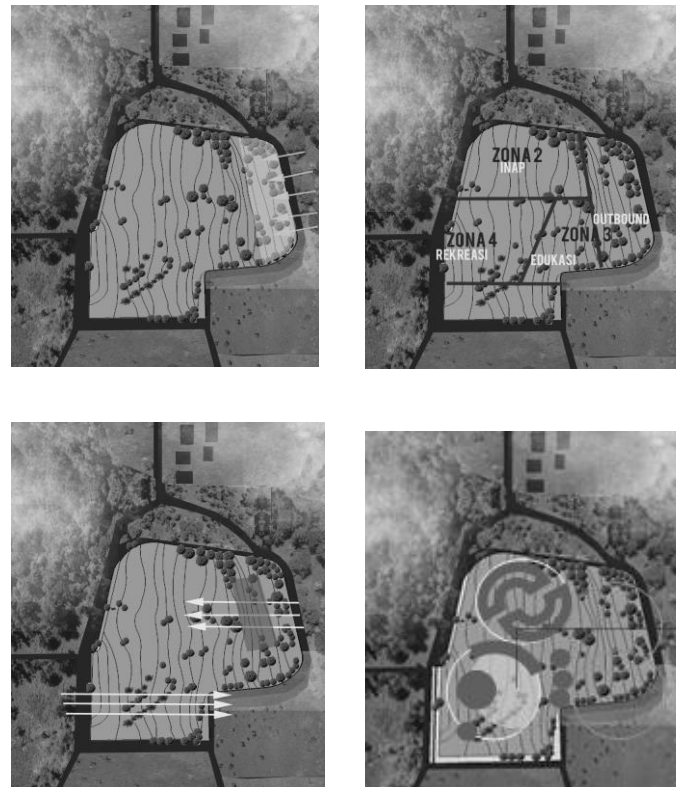 ZONA 2
INAP
OUTBOUND
ZONA 4
ZONA 3
REKREASI
EDUKASI